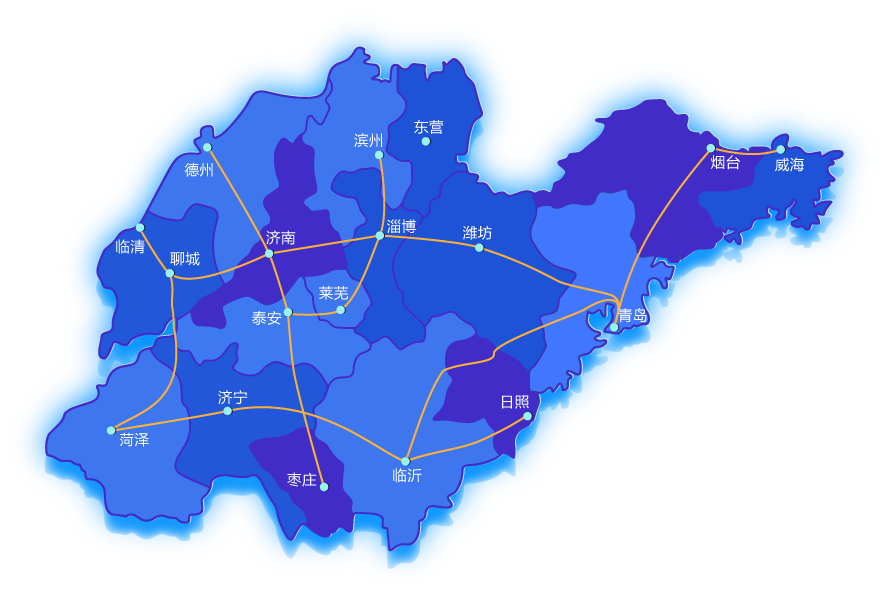 东营
滨州
烟台
威海
德州
淄博
潍坊
济南
临清
聊城
莱芜
泰安
青岛
济宁
日照
菏泽
临沂
枣庄